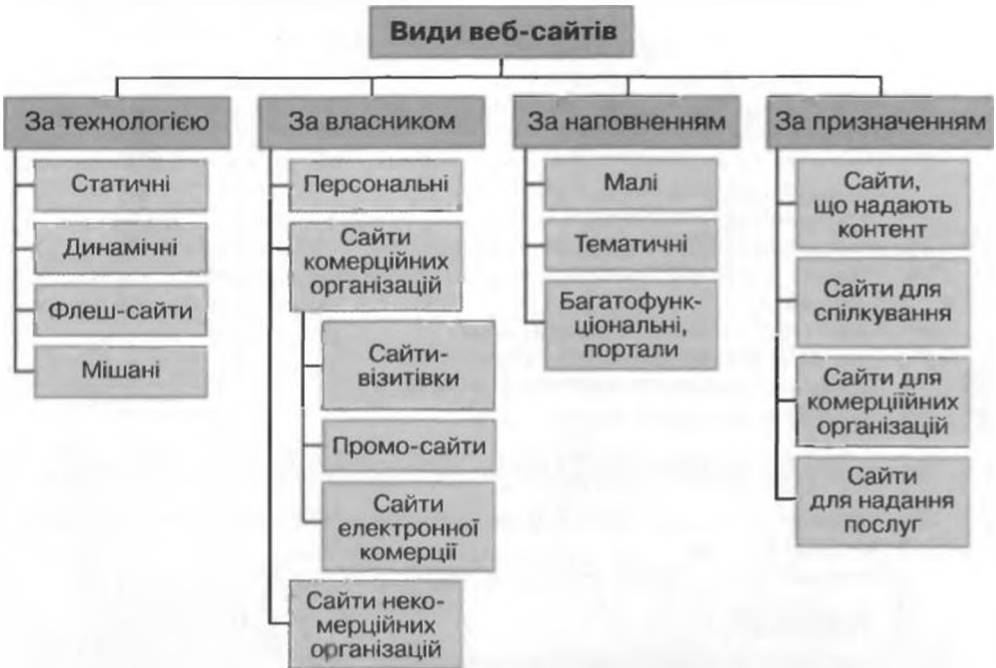 Види веб-сайтів
За технологією
Статичні
Динамічні
Флеш-сайти
Мішані
За власником
Персональні
Сайти
комерційних
організацій
Сайти-
візитівки
Промо-сайти
Сайти
електронної
комерції
Сайти неко-
мерційних
організацій
За наповненням
Малі
Тематичні
Багатофунк-
ціональні,
портали
За призначенням
Сайти,
що надають
контент
Сайти для
спілкування
Сайти для
комерціїйних
організацій
Сайти
для надання
послуг